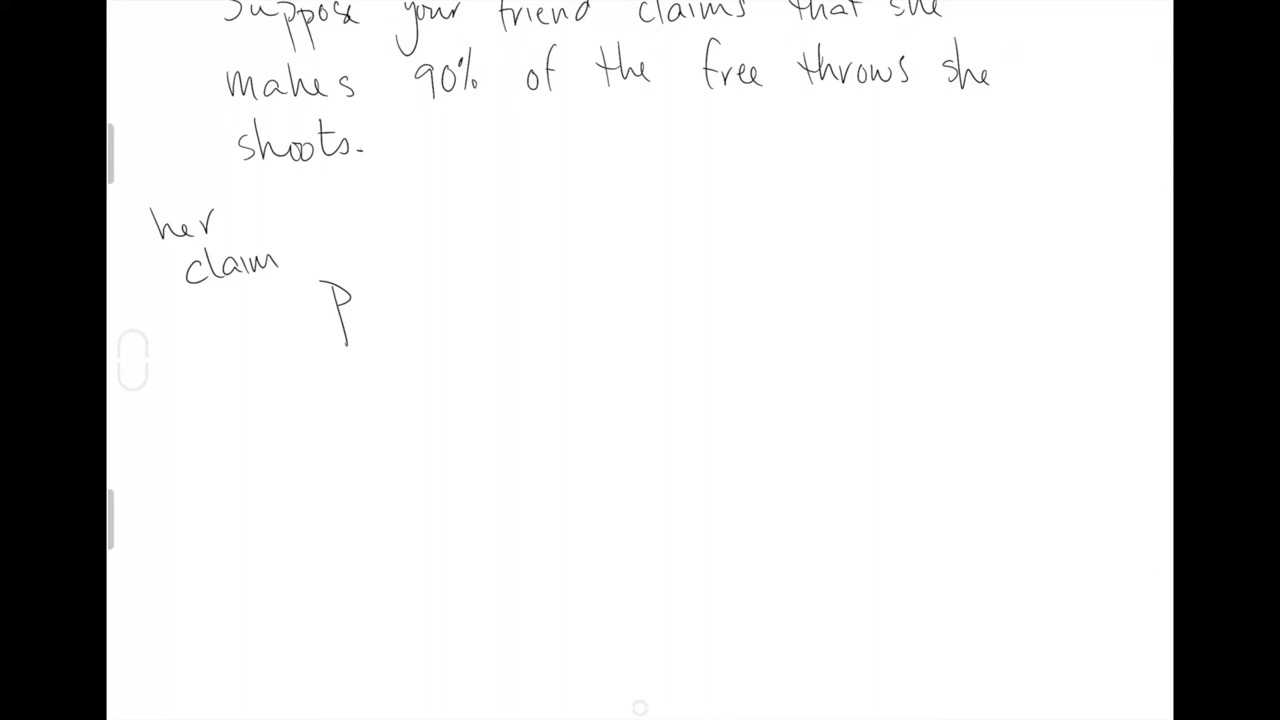 Suppose your friend claims that she
makes 90% of the free throws she
shoots.
her
claim
P